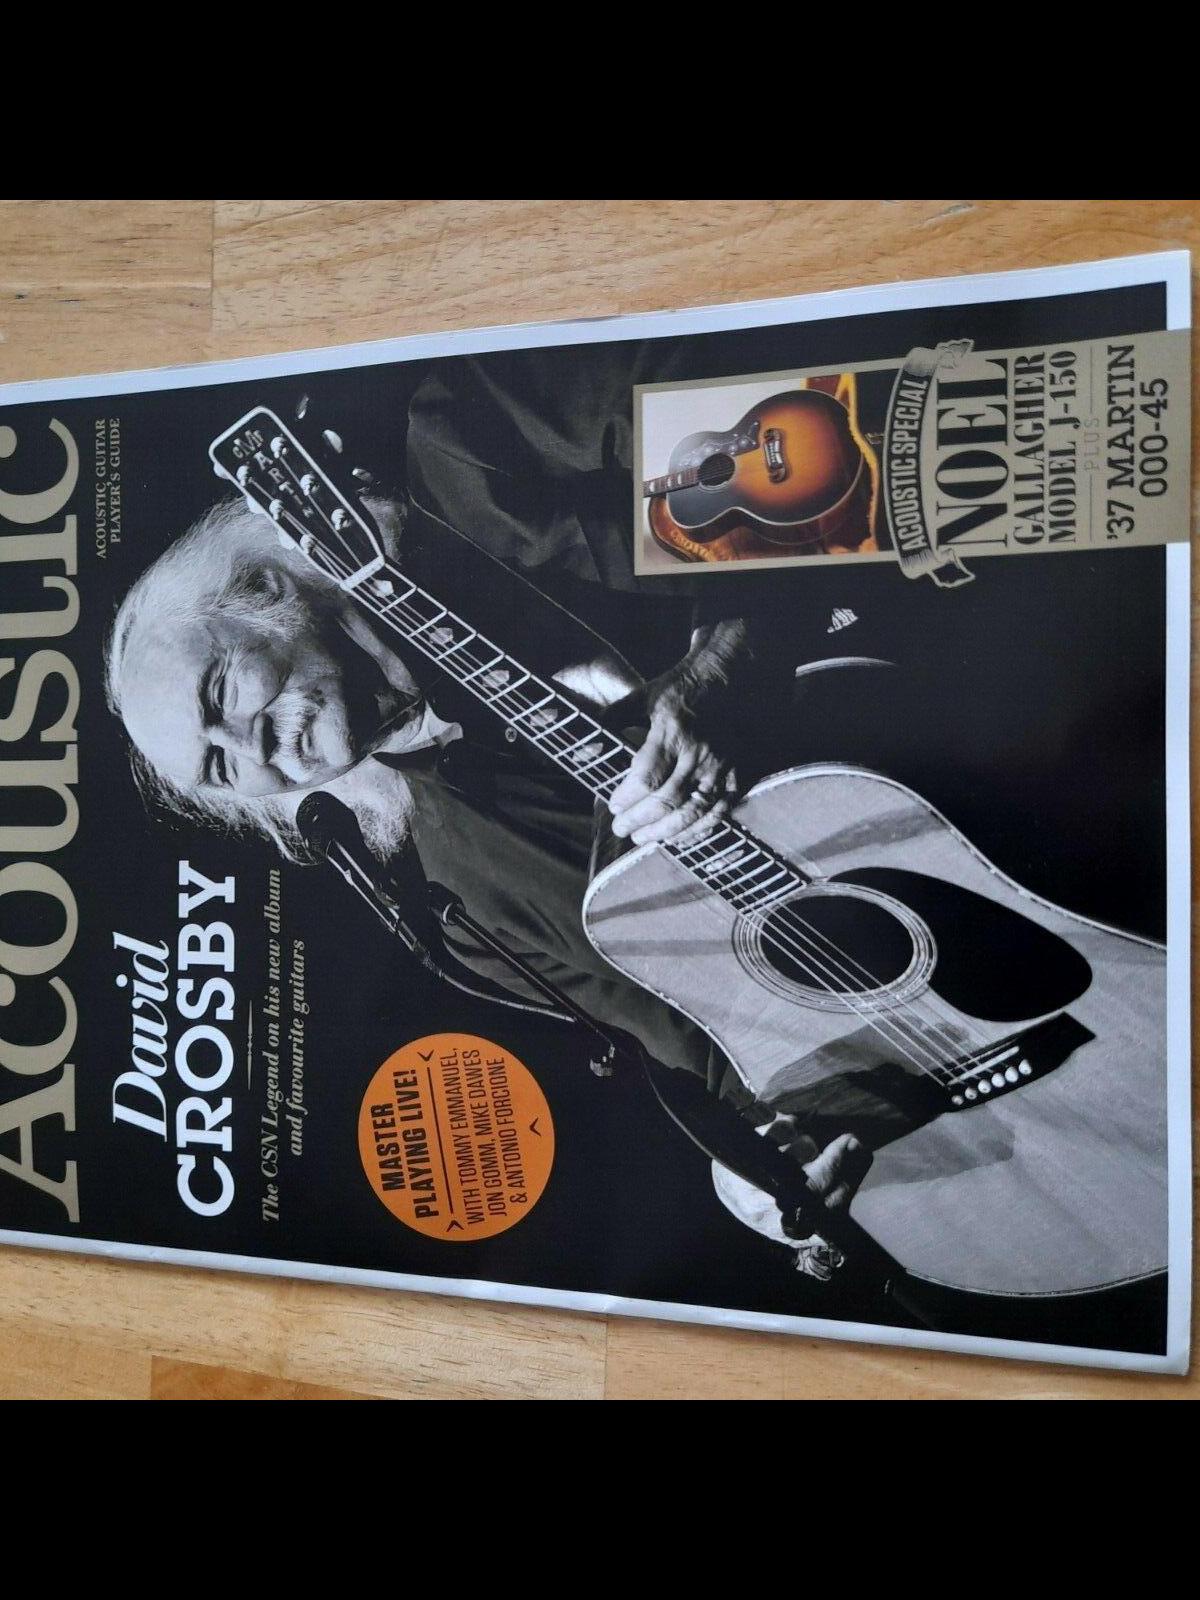 Acoustic
ACOUSTIC GUITAR
PLAYER'S GUIDE
David
CROSBY
The CSN Legend on his new album
and favourite guitars
MASTER
PLAYING LIVE!
WITH TOMMY EMMANUEL,
JON GOMM, MIKE DAWES
& ANTONIO FORCIONE
MARTIN
ACOUSTIC SPECIAL
NOEL
GALLAGHER
MODEL J-150
PLUS
'37 MARTIN
000-45